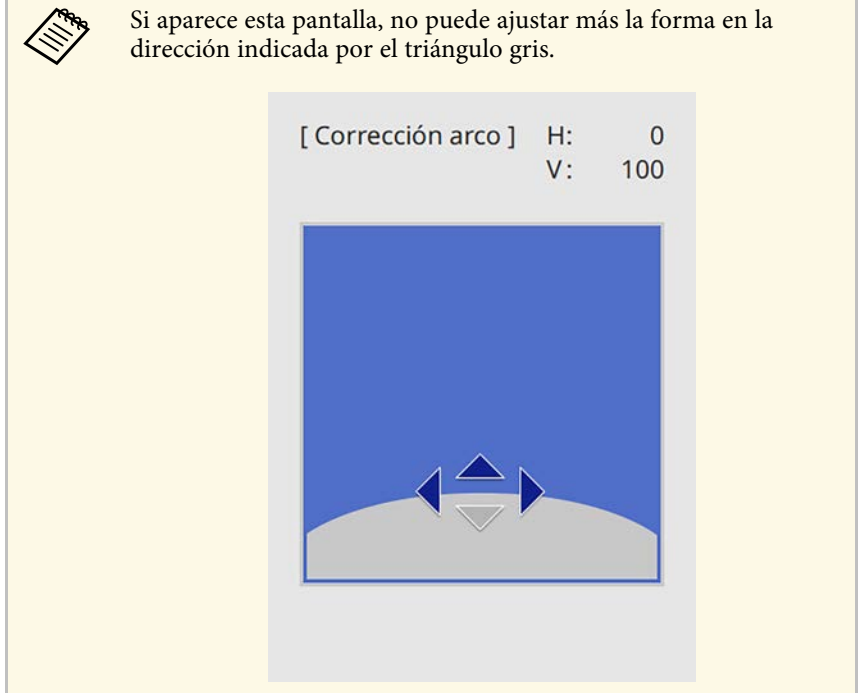 Si aparece esta pantalla, no puede ajustar más la forma en la
dirección indicada por el triángulo gris.
[ Corrección arco ] H: 0
V: 100